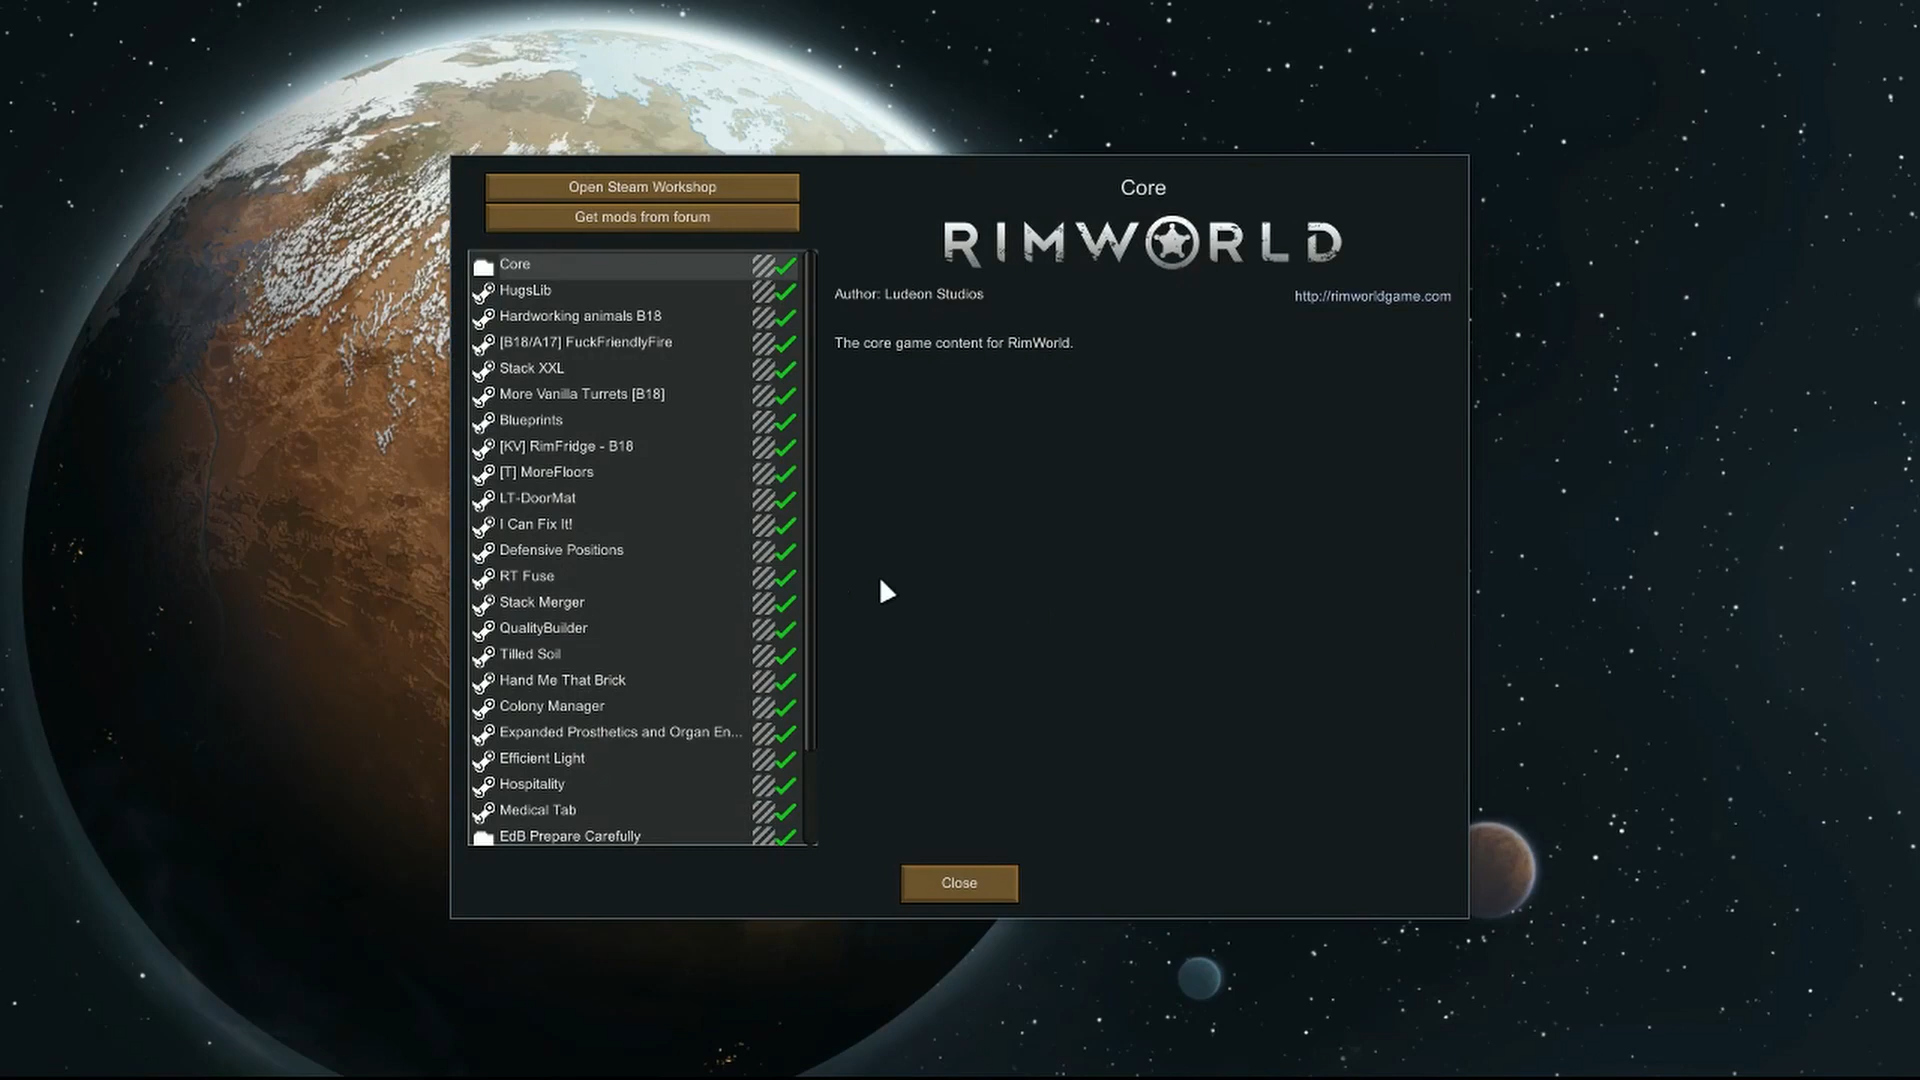 Open Steam Workshop
Get mods from forum
Core
HugsLib
Hardworking animals B18
[B18/A17] FuckFriendlyFire
Stack XXL
More Vanilla Turrets [B18]
Blueprints
[KV] RimFridge - B18
[T] MoreFloors
LT-DoorMat
I Can Fix It!
Defensive Positions
RT Fuse
Stack Merger
QualityBuilder
Tilled Soil
Hand Me That Brick
Colony Manager
Expanded Prosthetics and Organ En...
Efficient Light
Hospitality
Medical Tab
EdB Prepare Carefully
Core
RIMWORLD
Author: Ludeon Studios
http://rimworldgame.com
The core game content for RimWorld.
Close